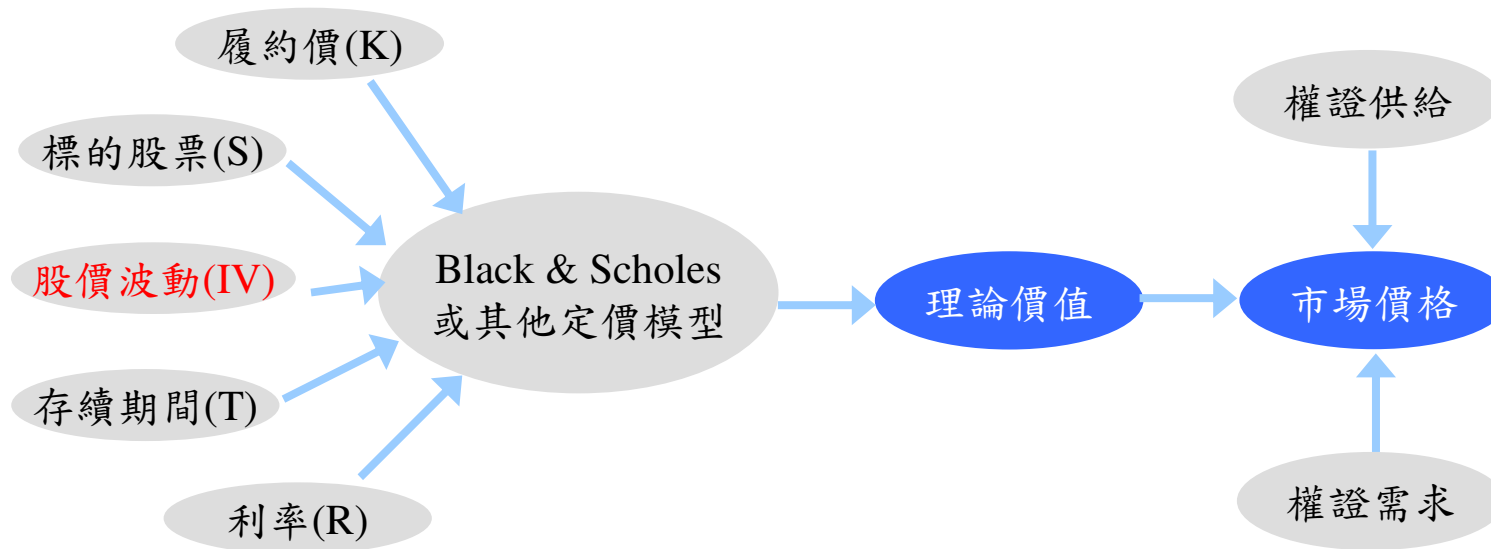 履約價(K)
標的股票(S)
股價波動(IV)
存續期間(T)
利率(R)
Black & Scholes
或其他定價模型
理論價值
權證供給
市場價格
權證需求